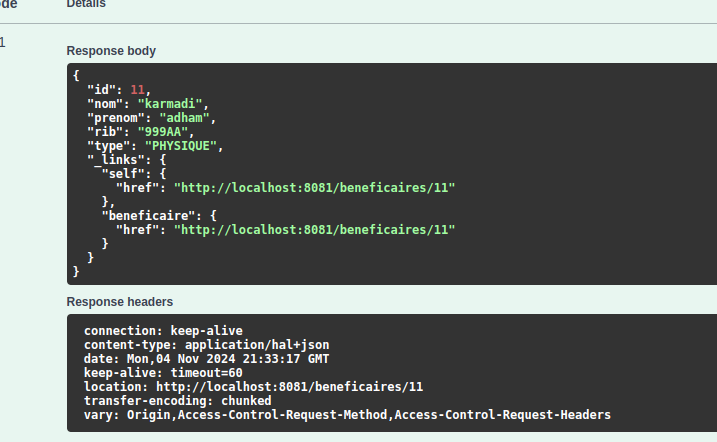 Details
Response body
{
  "id": 11,
  "nom": "karmadi",
  "prenom": "adham",
  "rib": "999AA",
  "type": "PHYSIQUE",
  "_links": {
    "self": {
      "href": "http://localhost:8081/beneficaires/11"
    },
    "beneficaire": {
      "href": "http://localhost:8081/beneficaires/11"
    }
  }
}
Response headers
connection: keep-alive
content-type: application/hal+json
date: Mon,04 Nov 2024 21:33:17 GMT
keep-alive: timeout=60
location: http://localhost:8081/beneficaires/11
transfer-encoding: chunked
vary: Origin,Access-Control-Request-Method,Access-Control-Request-Headers